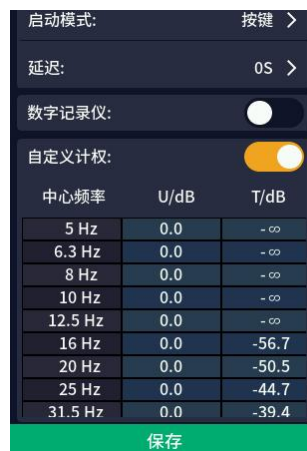 启动模式: 按键 >
延迟: 0S >
数字记录仪:
自定义计权:
中心频率 U/dB T/dB
5 Hz 0.0 -∞
6.3 Hz 0.0 -∞
8 Hz 0.0 -∞
10 Hz 0.0 -∞
12.5 Hz 0.0 -∞
16 Hz 0.0 -56.7
20 Hz 0.0 -50.5
25 Hz 0.0 -44.7
31.5 Hz 0.0 -39.4
保存